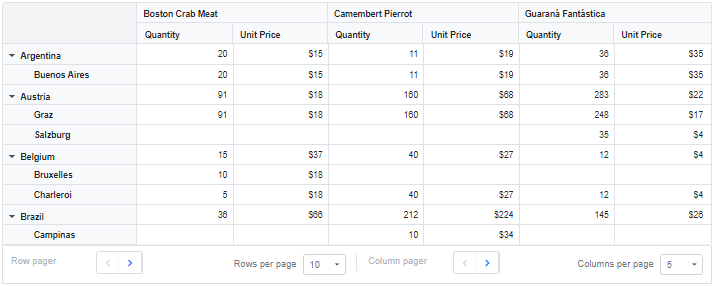 Boston Crab Meat Camembert Pierrot Guaraná Fantástica
Quantity Unit Price Quantity Unit Price Quantity Unit Price
Argentina 20 $15 11 $19 36 $35
Buenos Aires 20 $15 11 $19 36 $35
Austria 91 $18 160 $68 283 $22
Graz 91 $18 160 $68 248 $17
Salzburg 35 $4
Belgium 15 $37 40 $27 12 $4
Bruxelles 10 $18
Charleroi 5 $18 40 $27 12 $4
Brazil 36 $66 212 $224 145 $26
Campinas 10 $34
Row pager Rows per page 10 Column pager Columns per page 5